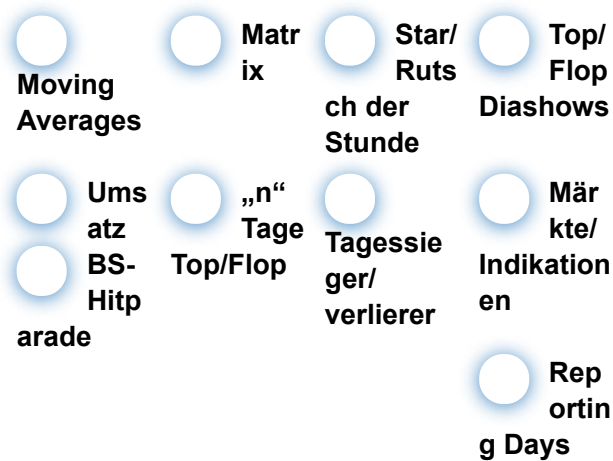 Moving
Averages
Matr
ix
Star/
Ruts
ch der
Stunde
Top/
Flop
Diashows
Ums
atz
BS-
Hitp
arade
„n“
Tage
Top/Flop
Tagessie
ger/
verlierer
Mär
kte/
Indikation
en
Rep
ortin
g Days